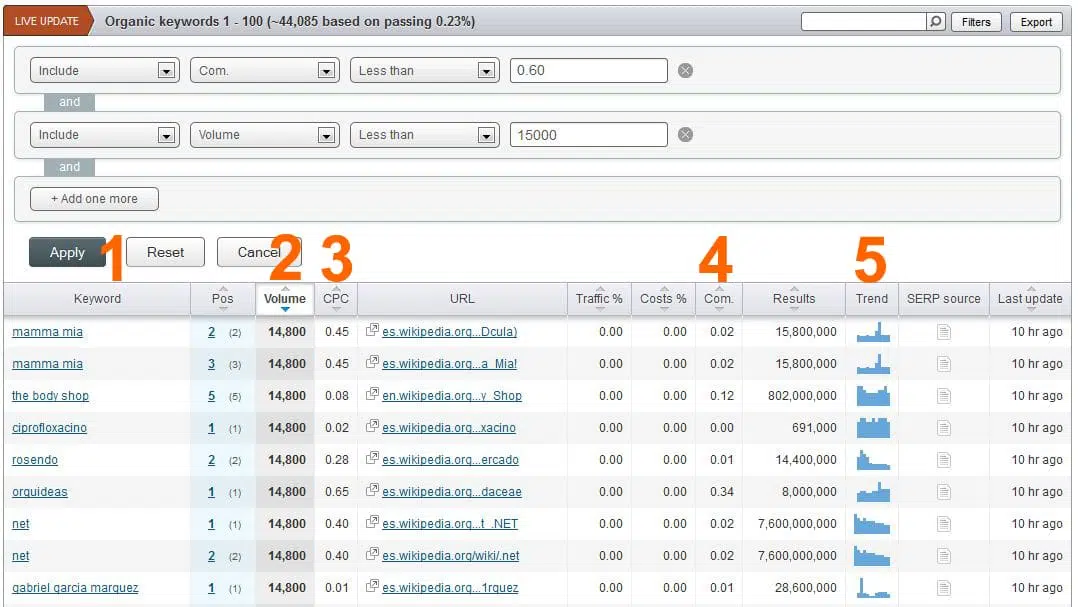 LIVE UPDATE Organic keywords 1 - 100 (~44,085 based on passing 0.23%) Filters Export
Include Com. Less than 0.60
and
Include Volume Less than 15000
and
+ Add one more
Apply Reset Cancel
1 2 3 4 5
Keyword Pos Volume CPC URL Traffic % Costs % Com. Results Trend SERP source Last update
mamma mia 2 (2) 14,800 0.45 es.wikipedia.org...Dcula) 0.00 0.00 0.02 15,800,000 10 hr ago
mamma mia 3 (3) 14,800 0.45 es.wikipedia.org...a_Mia! 0.00 0.00 0.02 15,800,000 10 hr ago
the body shop 5 (5) 14,800 0.08 en.wikipedia.org...y_Shop 0.00 0.00 0.12 802,000,000 10 hr ago
ciprofloxacino 1 (1) 14,800 0.02 es.wikipedia.org...xacino 0.00 0.00 0.00 691,000 10 hr ago
rosendo 2 (2) 14,800 0.28 es.wikipedia.org...ercado 0.00 0.00 0.01 14,400,000 10 hr ago
orquideas 1 (1) 14,800 0.65 es.wikipedia.org...daceae 0.00 0.00 0.34 8,000,000 10 hr ago
net 1 (1) 14,800 0.40 es.wikipedia.org...t_.NET 0.00 0.00 0.02 7,600,000,000 10 hr ago
net 2 (2) 14,800 0.40 es.wikipedia.org/wiki/.net 0.00 0.00 0.02 7,600,000,000 10 hr ago
gabriel garcia marquez 1 (1) 14,800 0.01 es.wikipedia.org...1rquez 0.00 0.00 0.01 28,600,000 10 hr ago